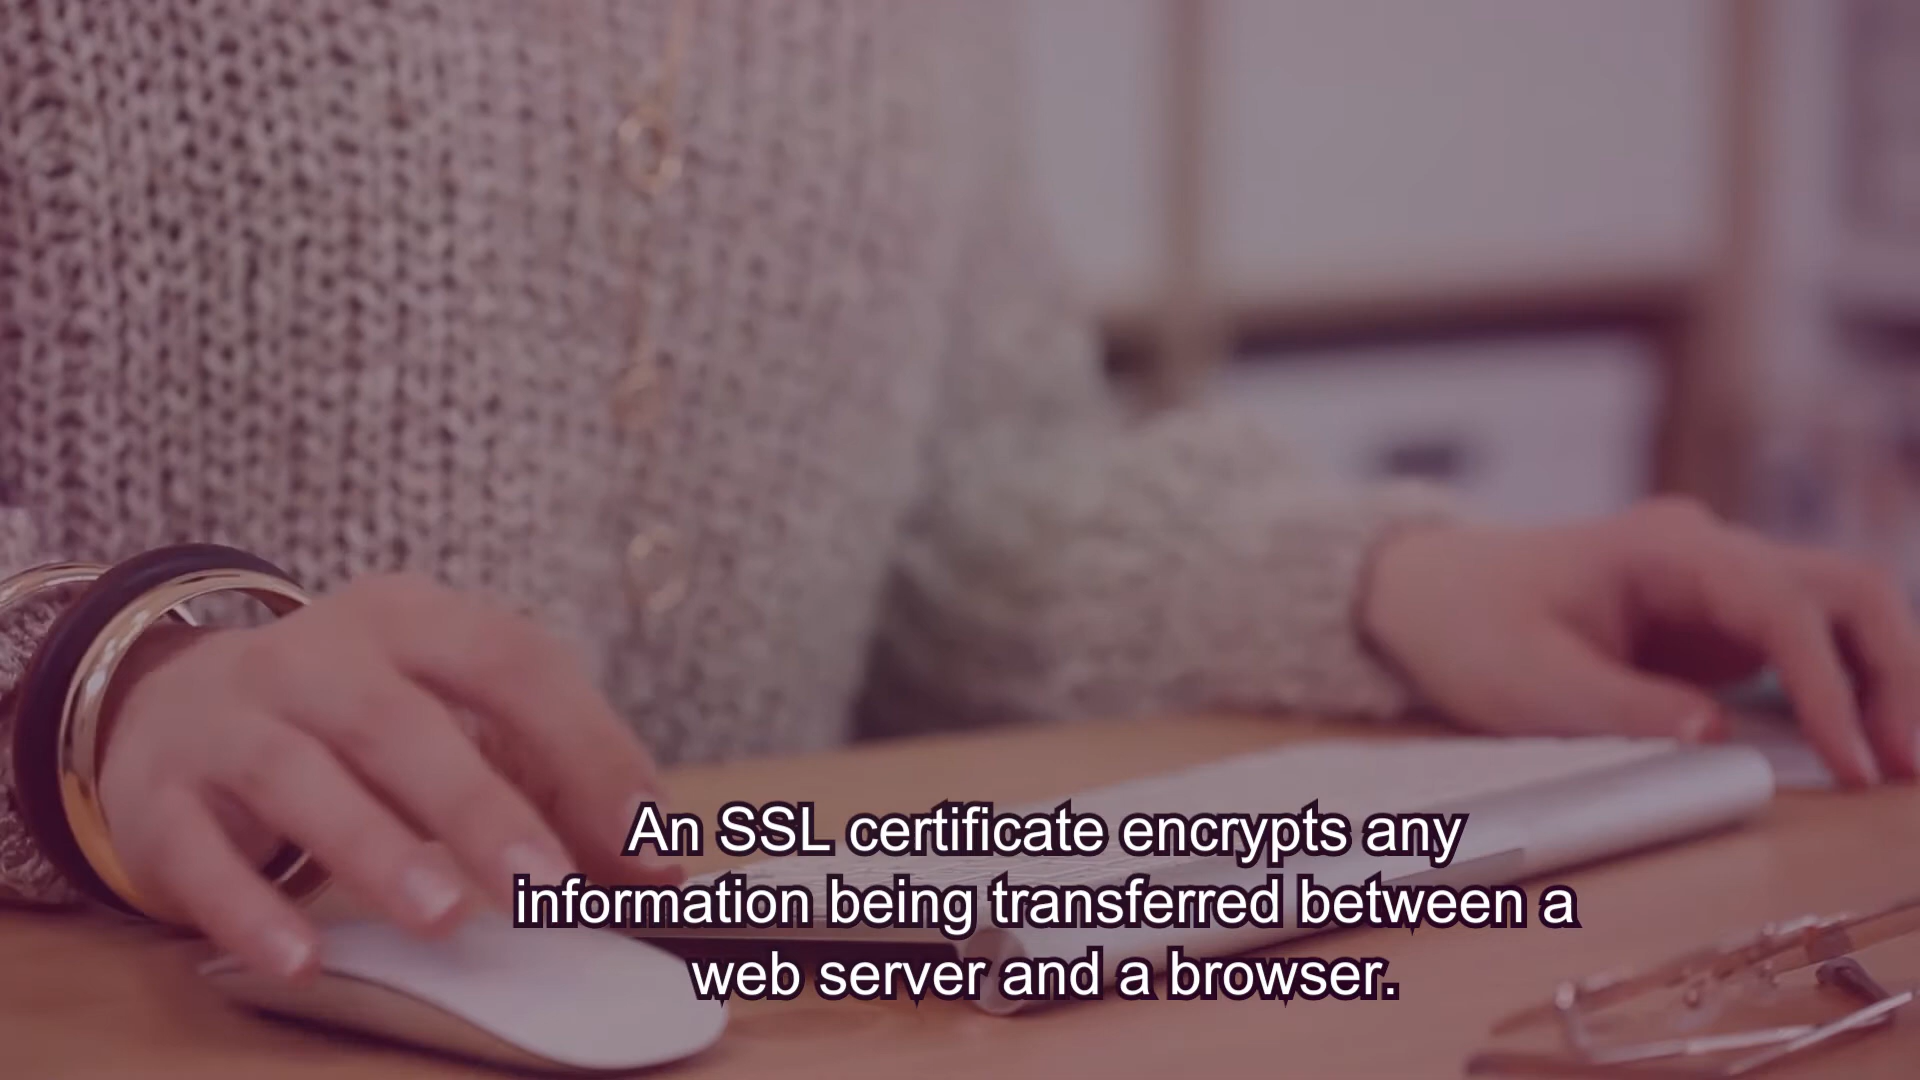 An SSL certificate encrypts any
information being transferred between a
web server and a browser.